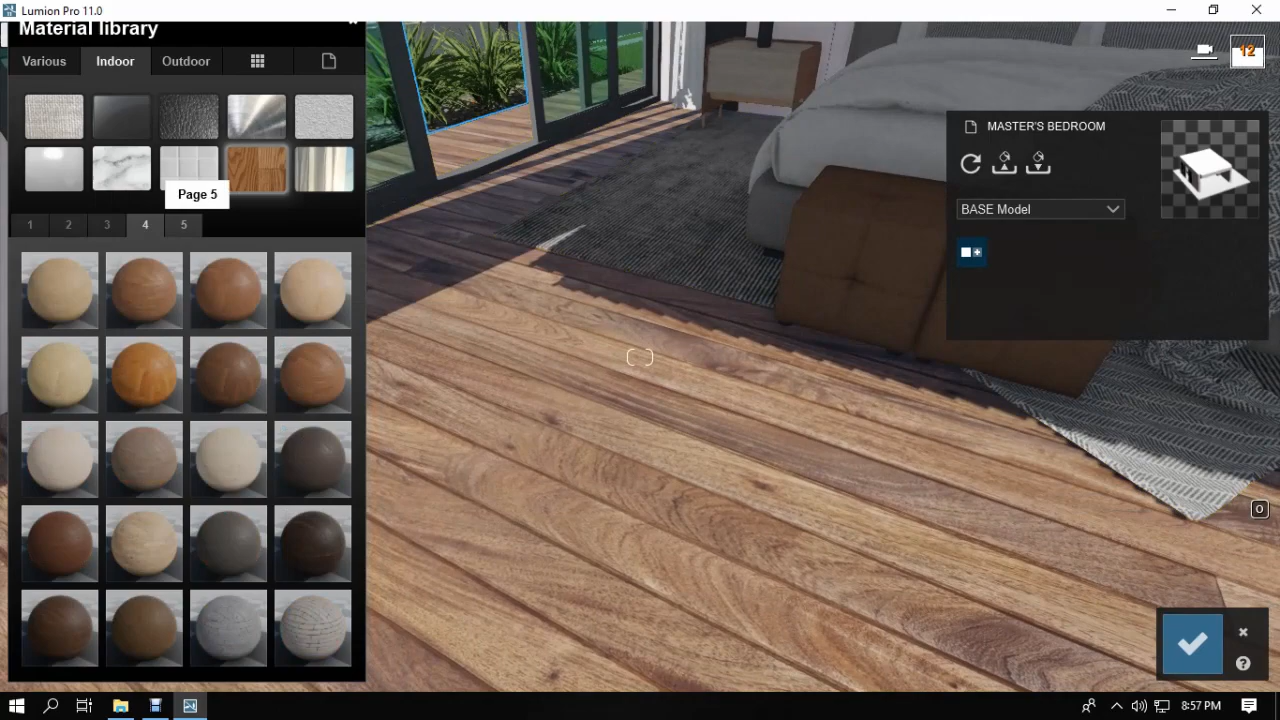 Lumion Pro 11.0
Material library
Various Indoor Outdoor
Page 5
1 2 3 4 5
12
MASTER'S BEDROOM
BASE Model
O
8:57 PM